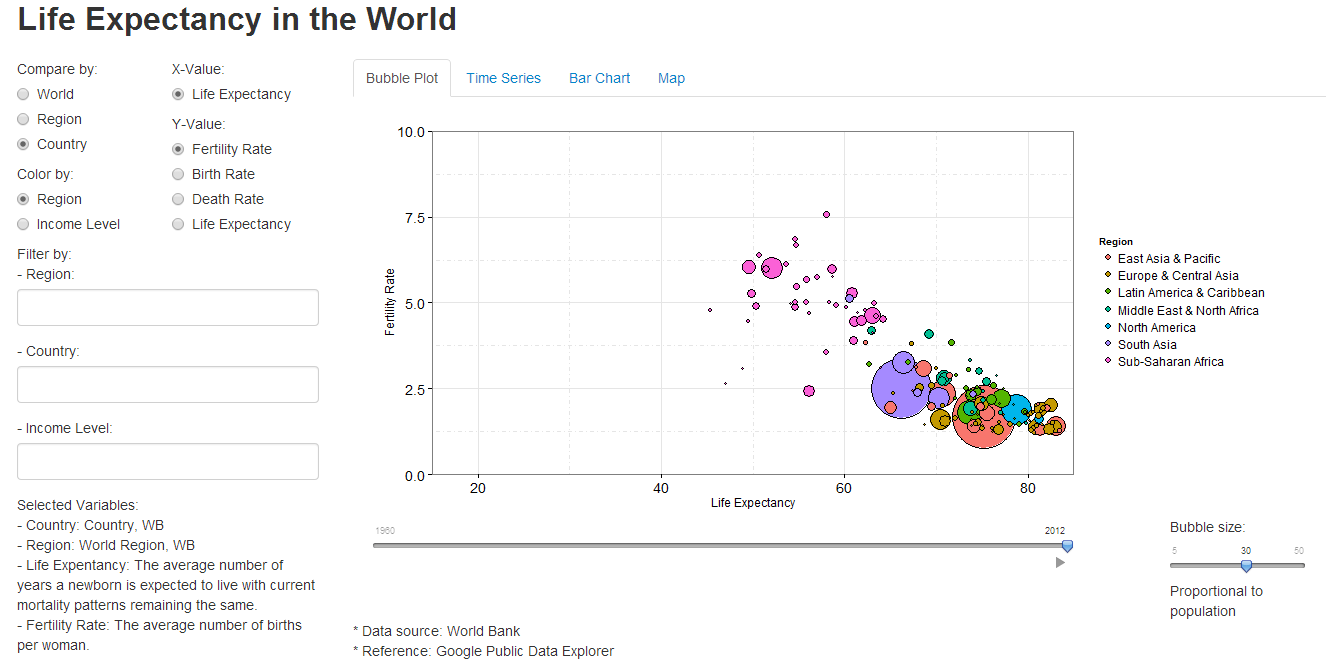 Life Expectancy in the World
Compare by:
World
Region
Country
Color by:
Region
Income Level
X-Value:
Life Expectancy
Y-Value:
Fertility Rate
Birth Rate
Death Rate
Life Expectancy
Filter by:
- Region:
- Country:
- Income Level:
Selected Variables:
- Country: Country, WB
- Region: World Region, WB
- Life Expentancy: The average number of
years a newborn is expected to live with current
mortality patterns remaining the same.
- Fertility Rate: The average number of births
per woman.
Bubble Plot
Time Series
Bar Chart
Map
10.0
7.5
5.0
2.5
0.0
Fertility Rate
20
40
60
80
Life Expectancy
Region
East Asia & Pacific
Europe & Central Asia
Latin America & Caribbean
Middle East & North Africa
North America
South Asia
Sub-Saharan Africa
1960
2012
Bubble size:
5
30
50
Proportional to
population
* Data source: World Bank
* Reference: Google Public Data Explorer